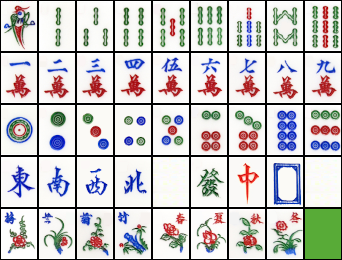 一 二 三 四 伍 六 七 八 九
萬 萬 萬 萬 萬 萬 萬 萬 萬
東 南 西 北 發 中
梅 蘭 菊 竹 春 夏 秋 冬